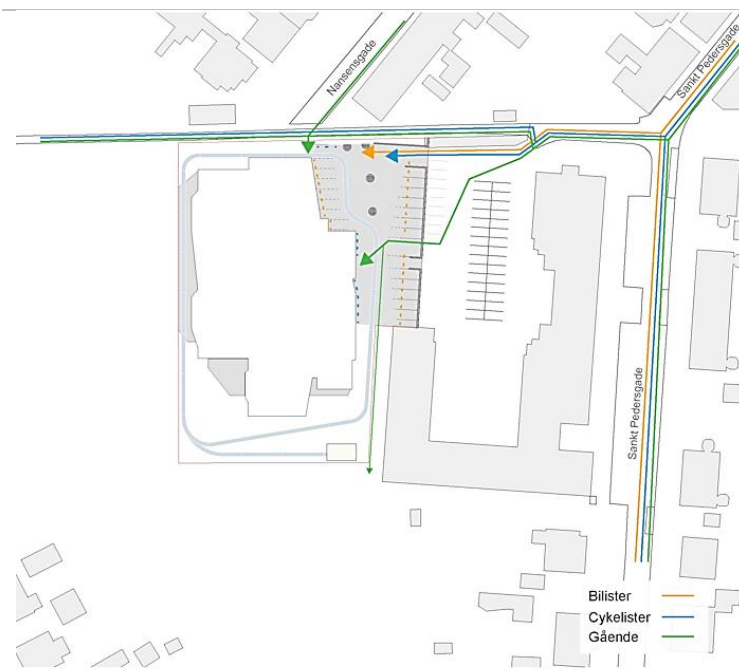 Nansensgade
Sankt Pedersgade
Sankt Pedersgade
Bilister
Cykelister
Gående